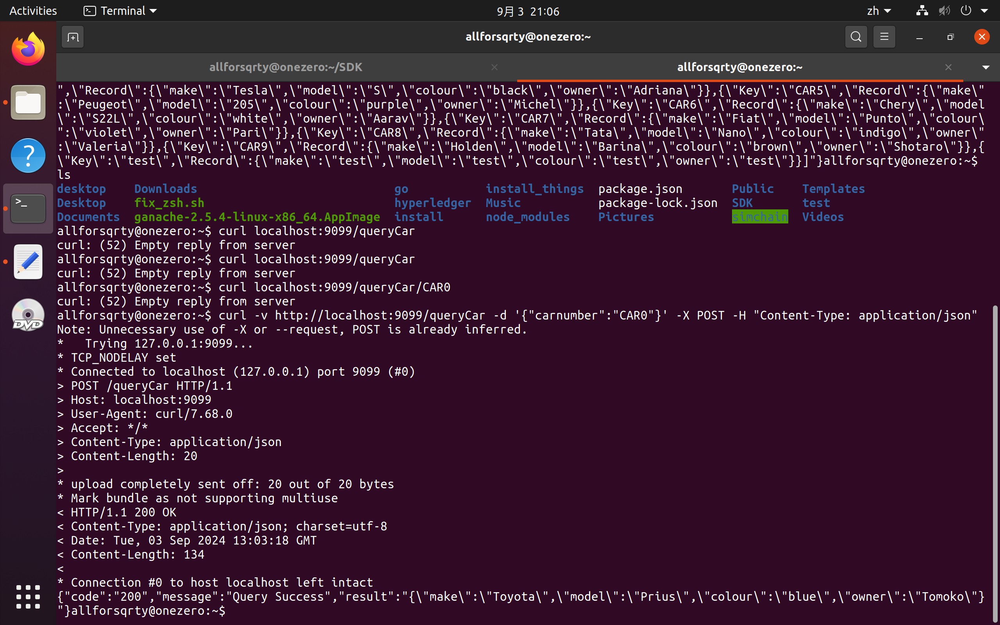 Activities
Terminal
9月 3 21:06
zh
allforsqrty@onezero:~
allforsqrty@onezero:~/SDK
allforsqrty@onezero:~
",\"Record\":{\"make\":\"Tesla\",\"model\":\"S\",\"colour\":\"black\",\"owner\":\"Adriana\"}},{\"Key\":\"CAR5\",\"Record\":{\"make\"
:\"Peugeot\",\"model\":\"205\",\"colour\":\"purple\",\"owner\":\"Michel\"}},{\"Key\":\"CAR6\",\"Record\":{\"make\":\"Chery\",\"model
\":\"S22L\",\"colour\":\"white\",\"owner\":\"Aarav\"}},{\"Key\":\"CAR7\",\"Record\":{\"make\":\"Fiat\",\"model\":\"Punto\",\"colour\
":\"violet\",\"owner\":\"Pari\"}},{\"Key\":\"CAR8\",\"Record\":{\"make\":\"Tata\",\"model\":\"Nano\",\"colour\":\"indigo\",\"owner\"
:\"Valeria\"}},{\"Key\":\"CAR9\",\"Record\":{\"make\":\"Holden\",\"model\":\"Barina\",\"colour\":\"brown\",\"owner\":\"Shotaro\"}},{
\"Key\":\"test\",\"Record\":{\"make\":\"test\",\"model\":\"test\",\"colour\":\"test\",\"owner\":\"test\"}}]"}allforsqrty@onezero:~$
ls
desktop Downloads go install_things package.json Public Templates
Desktop fix_zsh.sh hyperledger Music package-lock.json SDK test
Documents ganache-2.5.4-linux-x86_64.AppImage install node_modules Pictures simchain Videos
allforsqrty@onezero:~$ curl localhost:9099/queryCar
curl: (52) Empty reply from server
allforsqrty@onezero:~$ curl localhost:9099/queryCar
curl: (52) Empty reply from server
allforsqrty@onezero:~$ curl localhost:9099/queryCar/CAR0
curl: (52) Empty reply from server
allforsqrty@onezero:~$ curl -v http://localhost:9099/queryCar -d '{"carnumber":"CAR0"}' -X POST -H "Content-Type: application/json"
Note: Unnecessary use of -X or --request, POST is already inferred.
*   Trying 127.0.0.1:9099...
* TCP_NODELAY set
* Connected to localhost (127.0.0.1) port 9099 (#0)
> POST /queryCar HTTP/1.1
> Host: localhost:9099
> User-Agent: curl/7.68.0
> Accept: */*
> Content-Type: application/json
> Content-Length: 20
>
* upload completely sent off: 20 out of 20 bytes
* Mark bundle as not supporting multiuse
< HTTP/1.1 200 OK
< Content-Type: application/json; charset=utf-8
< Date: Tue, 03 Sep 2024 13:03:18 GMT
< Content-Length: 134
<
* Connection #0 to host localhost left intact
{"code":"200","message":"Query Success","result":"{\"make\":\"Toyota\",\"model\":\"Prius\",\"colour\":\"blue\",\"owner\":\"Tomoko\"}
"}allforsqrty@onezero:~$
DVD